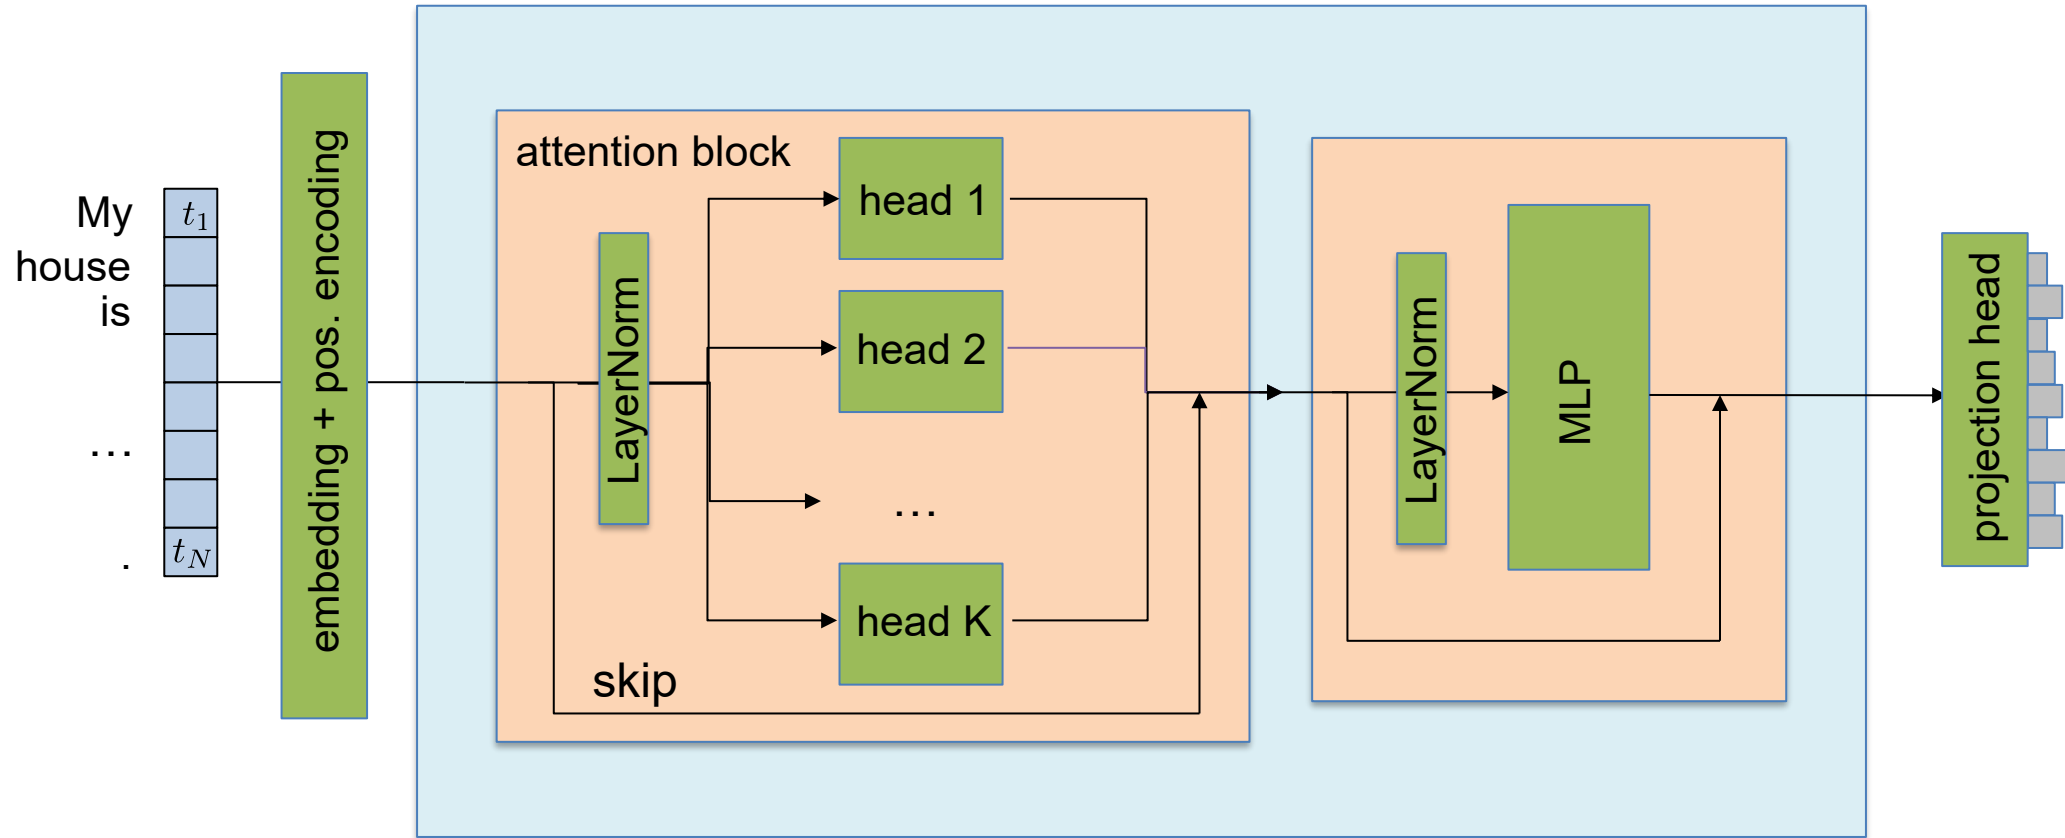 My
house
is
...
.
t1
tN
embedding + pos. encoding
attention block
LayerNorm
head 1
head 2
...
head K
skip
LayerNorm
MLP
projection head